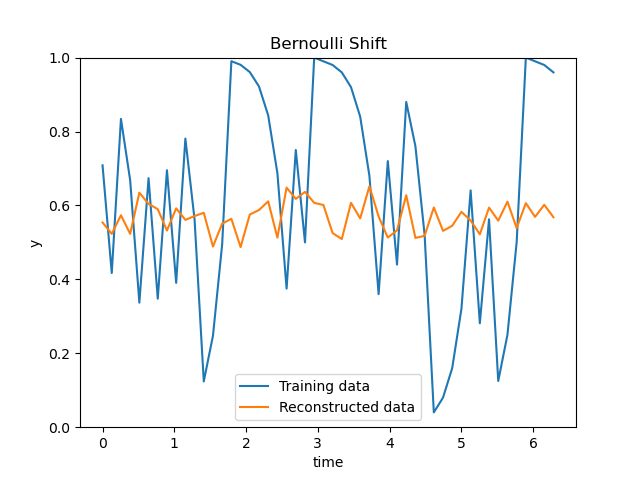 Bernoulli Shift
1.0
0.8
0.6
0.4
0.2
0.0
y
0 1 2 3 4 5 6
time
Training data
Reconstructed data